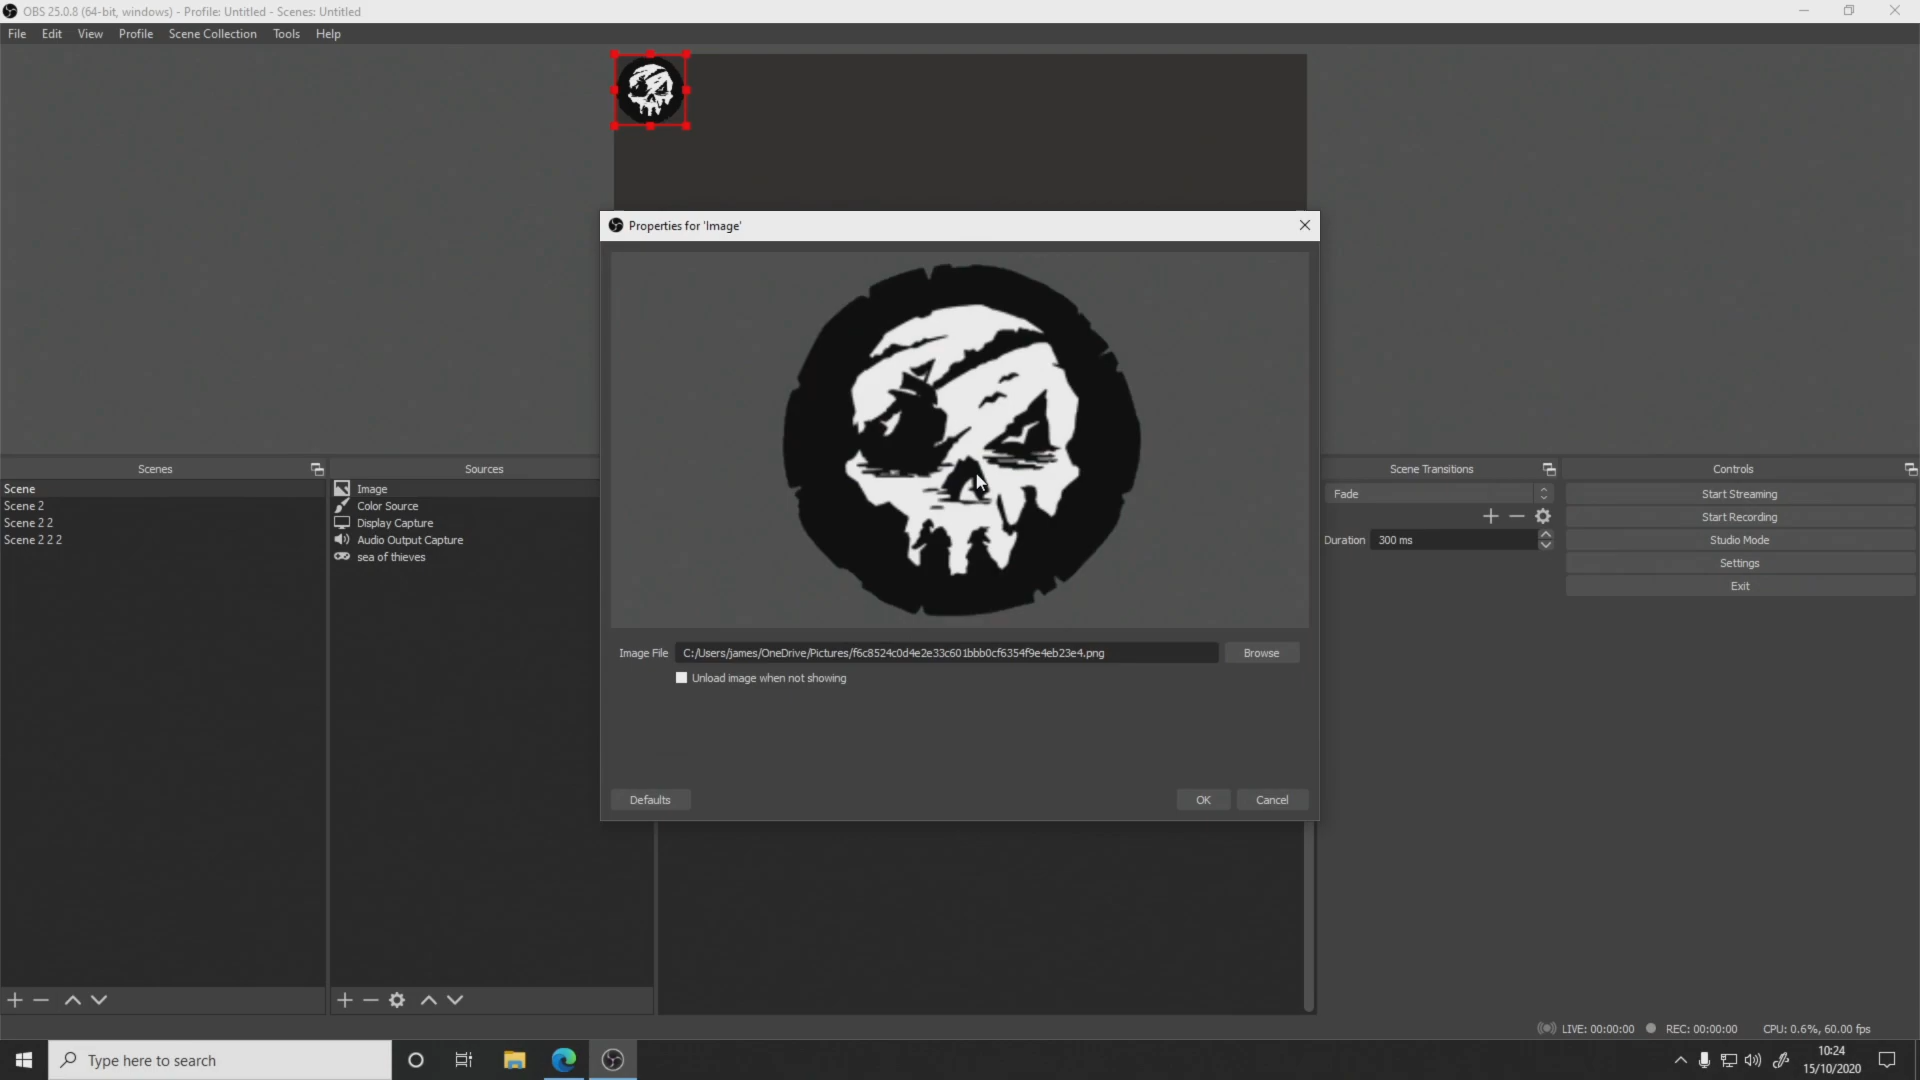 OBS 25.0.8 (64-bit, windows) - Profile: Untitled - Scenes: Untitled
File Edit View Profile Scene Collection Tools Help
Properties for 'Image'
Image File C:/Users/james/OneDrive/Pictures/f6c8524c0d4e2e33c601bbb0cf6354f9e4eb23e4.png Browse
Unload image when not showing
Defaults OK Cancel
Scenes
Scene
Scene 2
Scene 2 2
Scene 2 2 2
Sources
Image
Color Source
Display Capture
Audio Output Capture
sea of thieves
Scene Transitions
Fade
Duration 300 ms
Controls
Start Streaming
Start Recording
Studio Mode
Settings
Exit
LIVE: 00:00:00 REC: 00:00:00 CPU: 0.6%, 60.00 fps
Type here to search
10:24
15/10/2020